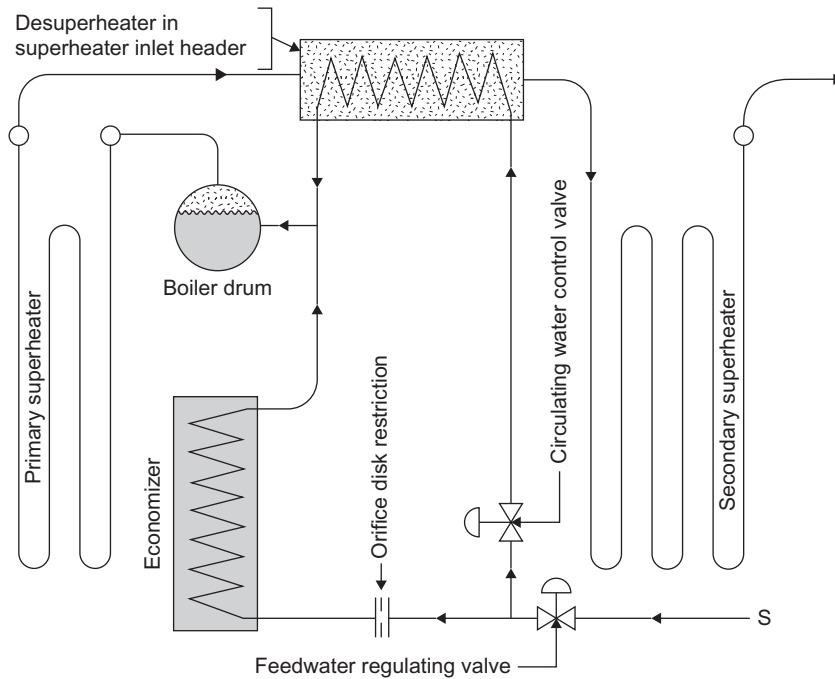 Desuperheater in
superheater inlet header
Boiler drum
Primary superheater
Economizer
Orifice disk restriction
Circulating water control valve
Secondary superheater
S
Feedwater regulating valve